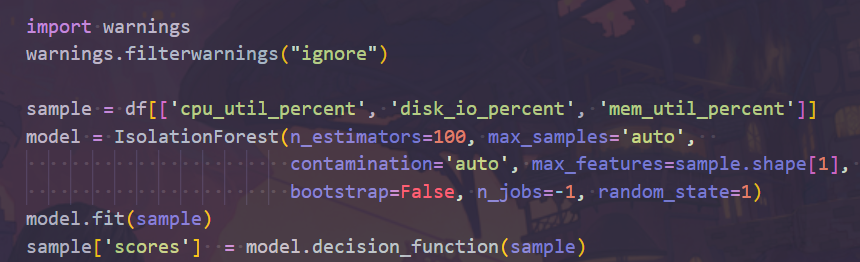 import warnings
warnings.filterwarnings("ignore")
sample = df[['cpu_util_percent', 'disk_io_percent', 'mem_util_percent']]
model = IsolationForest(n_estimators=100, max_samples='auto',
contamination='auto', max_features=sample.shape[1],
bootstrap=False, n_jobs=-1, random_state=1)
model.fit(sample)
sample['scores'] = model.decision_function(sample)